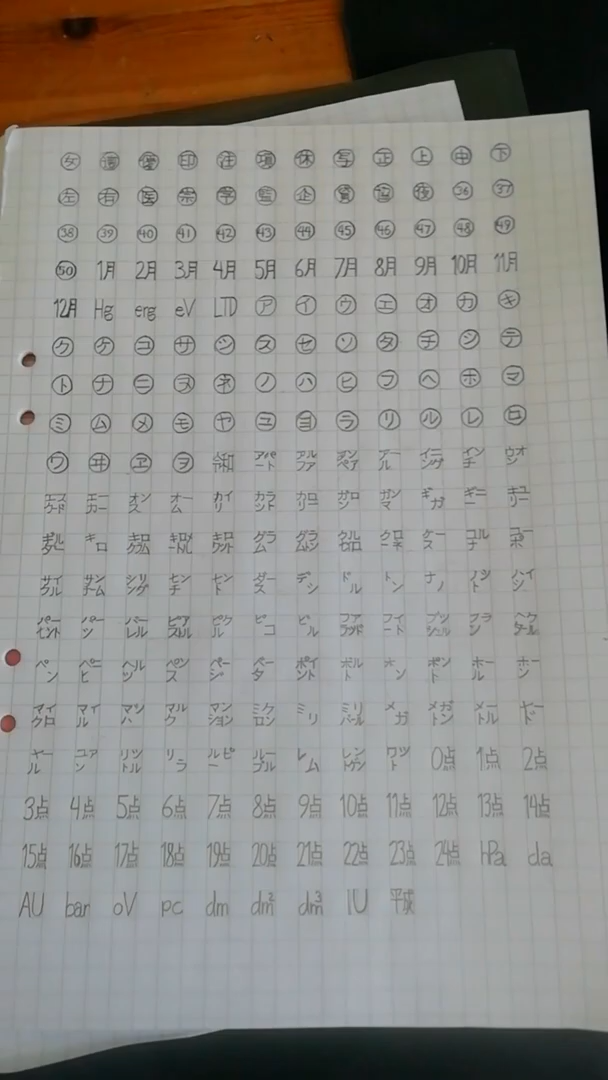 ㊛ ㊜ ㊝ ㊞ ㊟ ㊠ ㊡ ㊢ ㊣ ㊤ ㊥ ㊦
㊧ ㊨ ㊩ ㊪ ㊫ ㊬ ㊭ ㊮ ㊯ ㊰ ㊱ ㊲
㊳ ㊴ ㊵ ㊶ ㊷ ㊸ ㊹ ㊺ ㊻ ㊼ ㊽ ㊾
㊿ ㋀ ㋁ ㋂ ㋃ ㋄ ㋅ ㋆ ㋇ ㋈ ㋉ ㋊
㋋ ㋌ ㋍ ㋎ ㋏ ㋐ ㋑ ㋒ ㋓ ㋔ ㋕ ㋖
㋗ ㋘ ㋙ ㋚ ㋛ ㋜ ㋝ ㋞ ㋟ ㋠ ㋡ ㋢
㋣ ㋤ ㋥ ㋦ ㋧ ㋨ ㋩ ㋪ ㋫ ㋬ ㋭ ㋮
㋯ ㋰ ㋱ ㋲ ㋳ ㋴ ㋵ ㋶ ㋷ ㋸ ㋹ ㋺
㋻ ㋼ ㋽ ㋾ ㋿ ㌀ ㌁ ㌂ ㌃ ㌄ ㌅ ㌆
㌇ ㌈ ㌉ ㌊ ㌋ ㌌ ㌍ ㌎ ㌏ ㌐ ㌑ ㌒
㌓ ㌔ ㌕ ㌖ ㌗ ㌘ ㌙ ㌚ ㌛ ㌜ ㌝ ㌞
㌟ ㌠ ㌡ ㌢ ㌣ ㌤ ㌥ ㌦ ㌧ ㌨ ㌩ ㌪
㌫ ㌬ ㌭ ㌮ ㌯ ㌰ ㌱ ㌲ ㌳ ㌴ ㌵ ㌶
㌸ ㌷ ㌹ ㌺ ㌻ ㌼ ㌽ ㌾ ㌿ ㍀ ㍁ ㍂
㍃ ㍄ ㍅ ㍆ ㍇ ㍈ ㍉ ㍊ ㍋ ㍌ ㍍ ㍎
㍏ ㍐ ㍑ ㍒ ㍓ ㍔ ㍕ ㍖ ㍗ ㍘ ㍙ ㍚
㍛ ㍜ ㍝ ㍞ ㍟ ㍠ ㍡ ㍢ ㍣ ㍤ ㍥ ㍦
㍧ ㍨ ㍩ ㍪ ㍫ ㍬ ㍭ ㍮ ㍯ ㍰ ㍱ ㍲
㍳ ㍴ ㍵ ㍶ ㍷ ㍸ ㍹ ㍺ ㍻